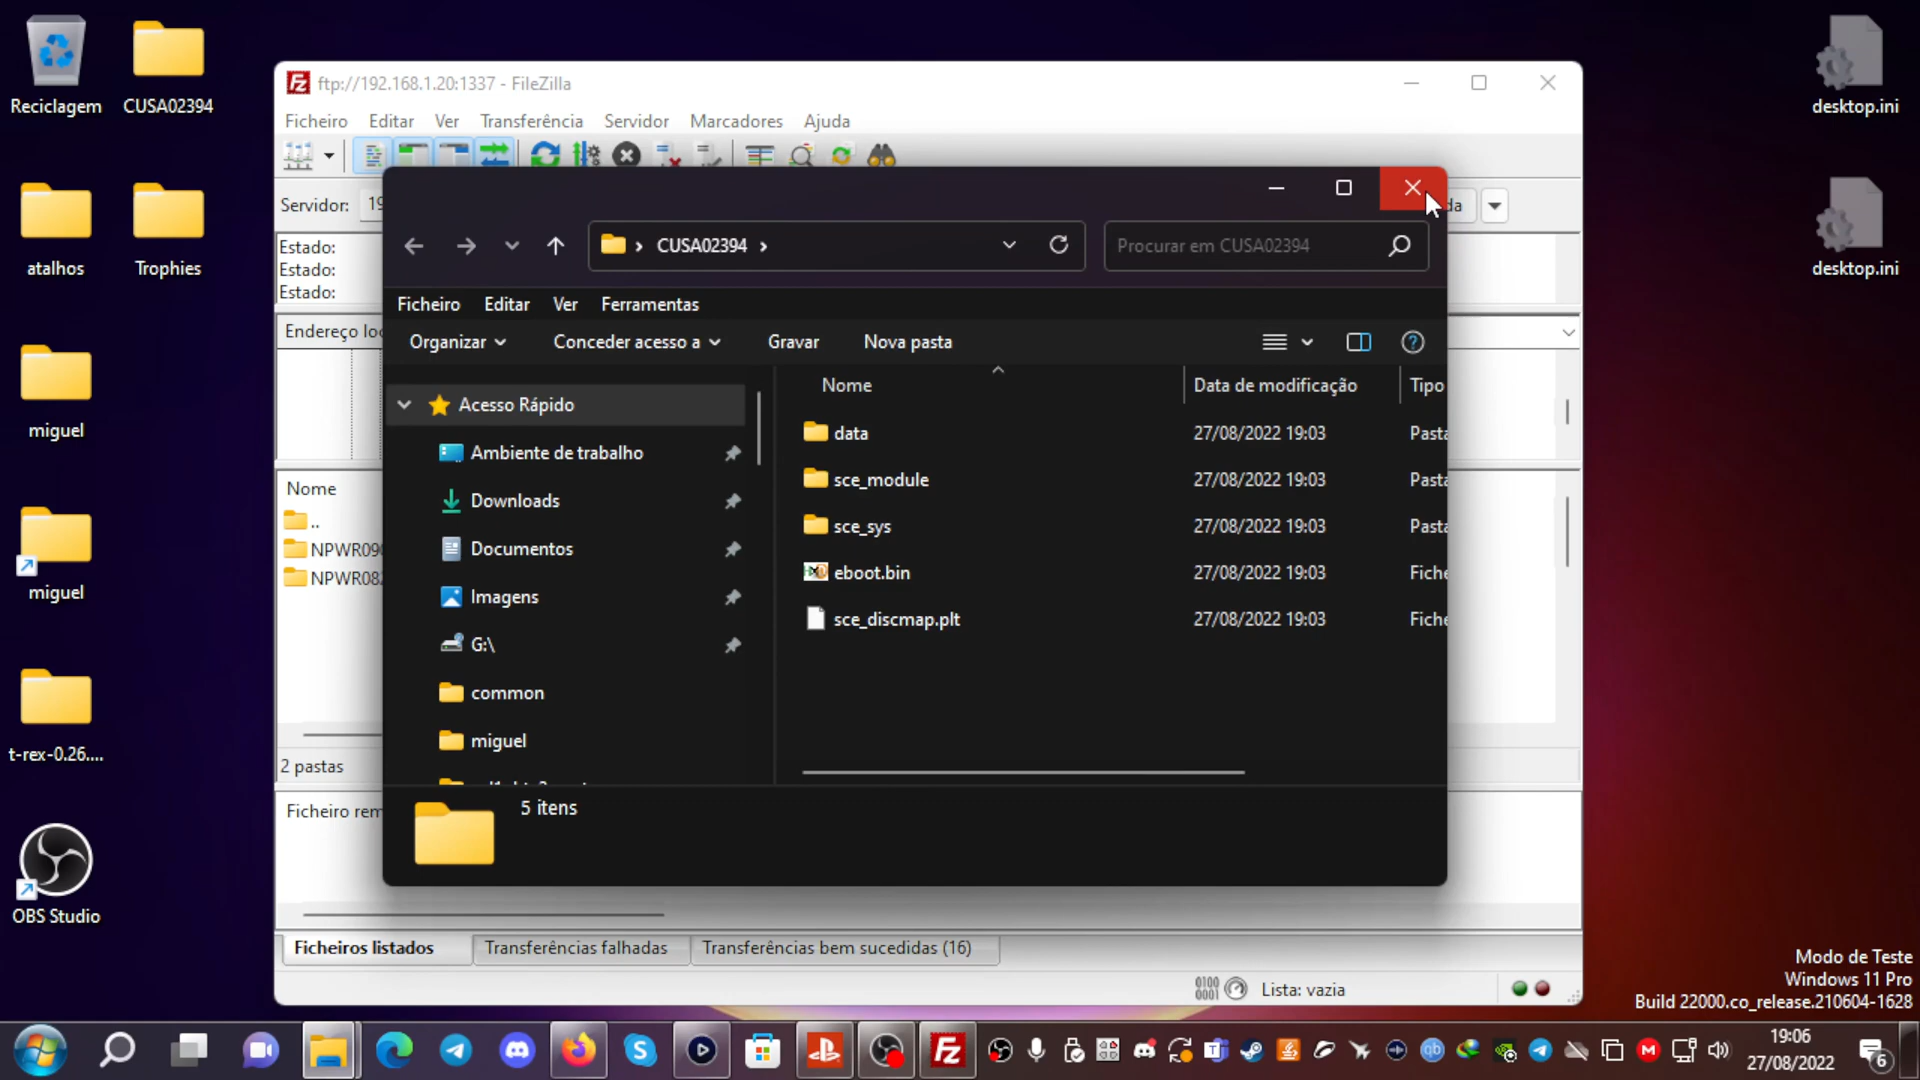 Reciclagem
CUSA02394
atalhos
Trophies
miguel
miguel
t-rex-0.26....
OBS Studio
desktop.ini
desktop.ini
ftp://192.168.1.20:1337 - FileZilla
Ficheiro Editar Ver Transferência Servidor Marcadores Ajuda
Servidor: 19
da
Estado:
Estado:
Estado:
Endereço loc
Nome
..
NPWR090
NPWR082
2 pastas
Ficheiro rem
CUSA02394
Procurar em CUSA02394
Ficheiro Editar Ver Ferramentas
Organizar Conceder acesso a Gravar Nova pasta
Acesso Rápido
Ambiente de trabalho
Downloads
Documentos
Imagens
G:\
common
miguel
Nome Data de modificação Tipo
data 27/08/2022 19:03 Pasta
sce_module 27/08/2022 19:03 Pasta
sce_sys 27/08/2022 19:03 Pasta
eboot.bin 27/08/2022 19:03 Fiche
sce_discmap.plt 27/08/2022 19:03 Fiche
5 itens
Ficheiros listados Transferências falhadas Transferências bem sucedidas (16)
Lista: vazia
Modo de Teste
Windows 11 Pro
Build 22000.co_release.210604-1628
19:06
27/08/2022
6